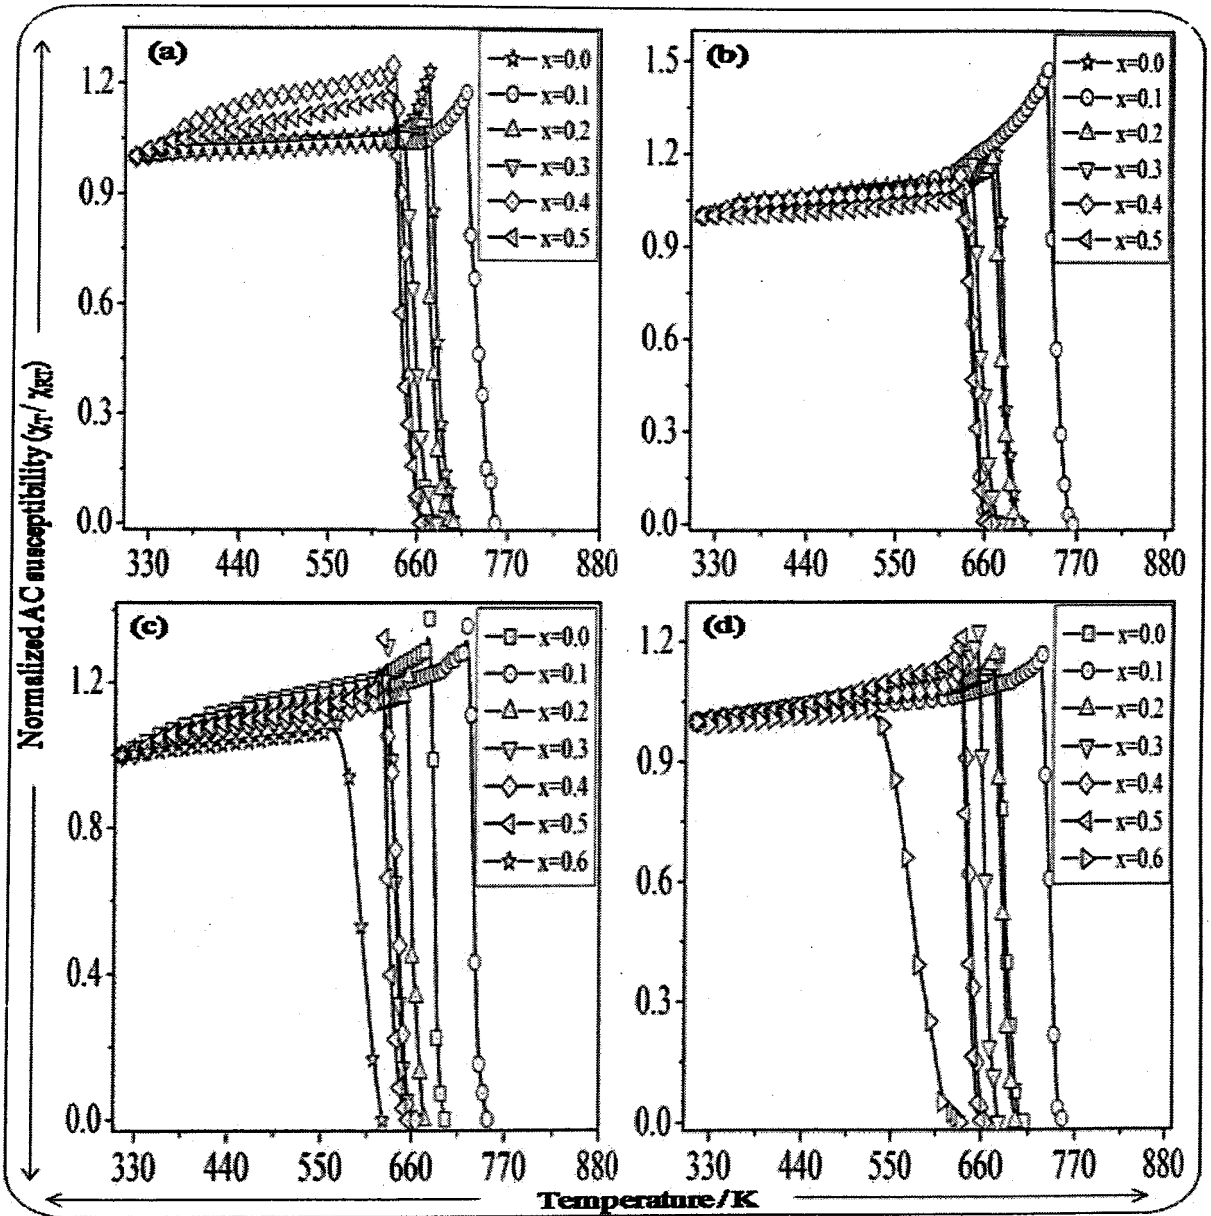 Normalized AC susceptibility (χT/ χRT)
(a)
x=0.0
x=0.1
x=0.2
x=0.3
x=0.4
x=0.5
1.2
0.9
0.6
0.3
0.0
330 440 550 660 770 880
(b)
x=0.0
x=0.1
x=0.2
x=0.3
x=0.4
x=0.5
1.5
1.2
0.9
0.6
0.3
0.0
330 440 550 660 770 880
(c)
x=0.0
x=0.1
x=0.2
x=0.3
x=0.4
x=0.5
x=0.6
1.2
0.8
0.4
0.0
330 440 550 660 770 880
(d)
x=0.0
x=0.1
x=0.2
x=0.3
x=0.4
x=0.5
x=0.6
1.2
0.9
0.6
0.3
0.0
330 440 550 660 770 880
Temperature/K